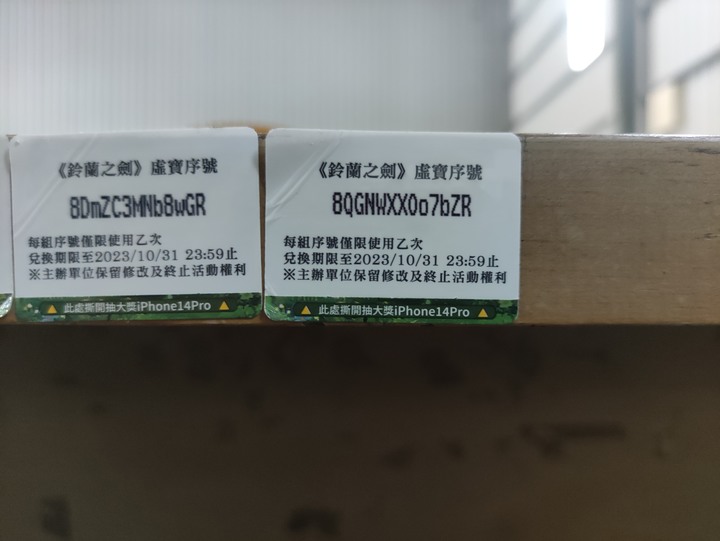 《鈴蘭之劍》虛寶序號
8DmZC3MNb8wGR
每組序號僅限使用乙次
兌換期限至2023/10/31 23:59止
※主辦單位保留修改及終止活動權利
此處撕開抽大獎iPhone14Pro
《鈴蘭之劍》虛寶序號
8QGNWXXOo7bZR
每組序號僅限使用乙次
兌換期限至2023/10/31 23:59止
※主辦單位保留修改及終止活動權利
此處撕開抽大獎iPhone14Pro